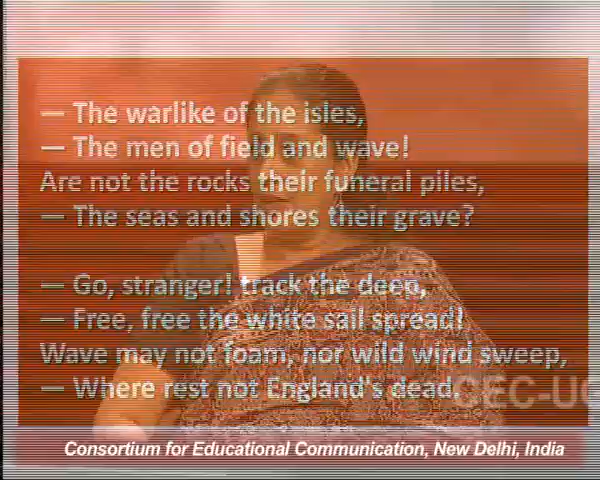 — The warlike of the isles,
— The men of field and wave!
Are not the rocks their funeral piles,
— The seas and shores their grave?
— Go, stranger! track the deep,
— Free, free the white sail spread!
Wave may not foam, nor wild wind sweep,
— Where rest not England's dead.
CEC-UG
Consortium for Educational Communication, New Delhi, India